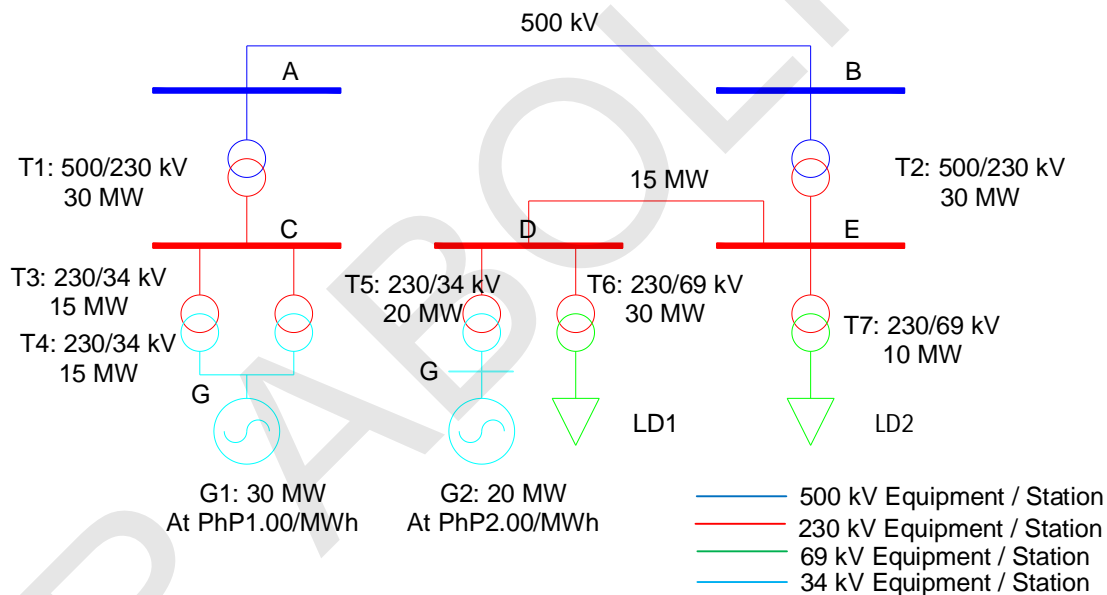 500 kV
A
B
T1: 500/230 kV
30 MW
T2: 500/230 kV
30 MW
15 MW
C
D
E
T3: 230/34 kV
15 MW
T4: 230/34 kV
15 MW
T5: 230/34 kV
20 MW
T6: 230/69 kV
30 MW
T7: 230/69 kV
10 MW
G
G
LD1
LD2
G1: 30 MW
At PhP1.00/MWh
G2: 20 MW
At PhP2.00/MWh
500 kV Equipment / Station
230 kV Equipment / Station
69 kV Equipment / Station
34 kV Equipment / Station